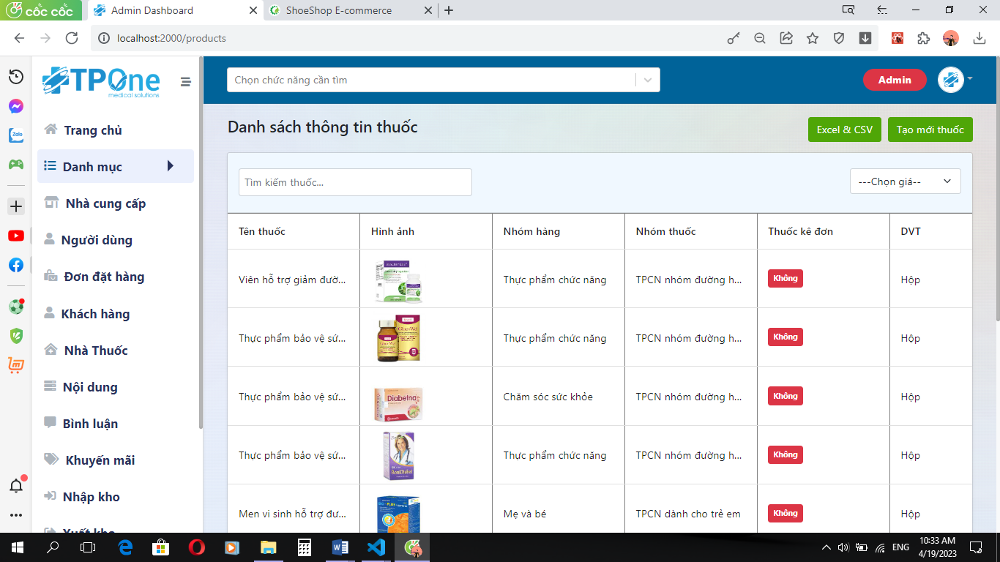 cốc cốc
Admin Dashboard
ShoeShop E-commerce
localhost:2000/products
TPOne
medical solutions
Chọn chức năng cần tìm
Admin
Trang chủ
Danh mục
Nhà cung cấp
Người dùng
Đơn đặt hàng
Khách hàng
Nhà Thuốc
Nội dung
Bình luận
Khuyến mãi
Nhập kho
Xuất kho
Zalo
Danh sách thông tin thuốc
Excel & CSV
Tạo mới thuốc
Tìm kiếm thuốc...
---Chọn giá--
Tên thuốc Hình ảnh Nhóm hàng Nhóm thuốc Thuốc kê đơn DVT
Viên hỗ trợ giảm đườ... Thực phẩm chức năng TPCN nhóm đường h... Không Hộp
Thực phẩm bảo vệ sứ... GlucoWel Thực phẩm chức năng TPCN nhóm đường h... Không Hộp
Thực phẩm bảo vệ sứ... Diabetna Chăm sóc sức khỏe TPCN nhóm đường h... Không Hộp
Thực phẩm bảo vệ sứ... BoniDiabet Thực phẩm chức năng TPCN nhóm đường h... Không Hộp
Men vi sinh hỗ trợ đư... Mẹ và bé TPCN dành cho trẻ em Không Hộp
ENG
10:33 AM
4/19/2023